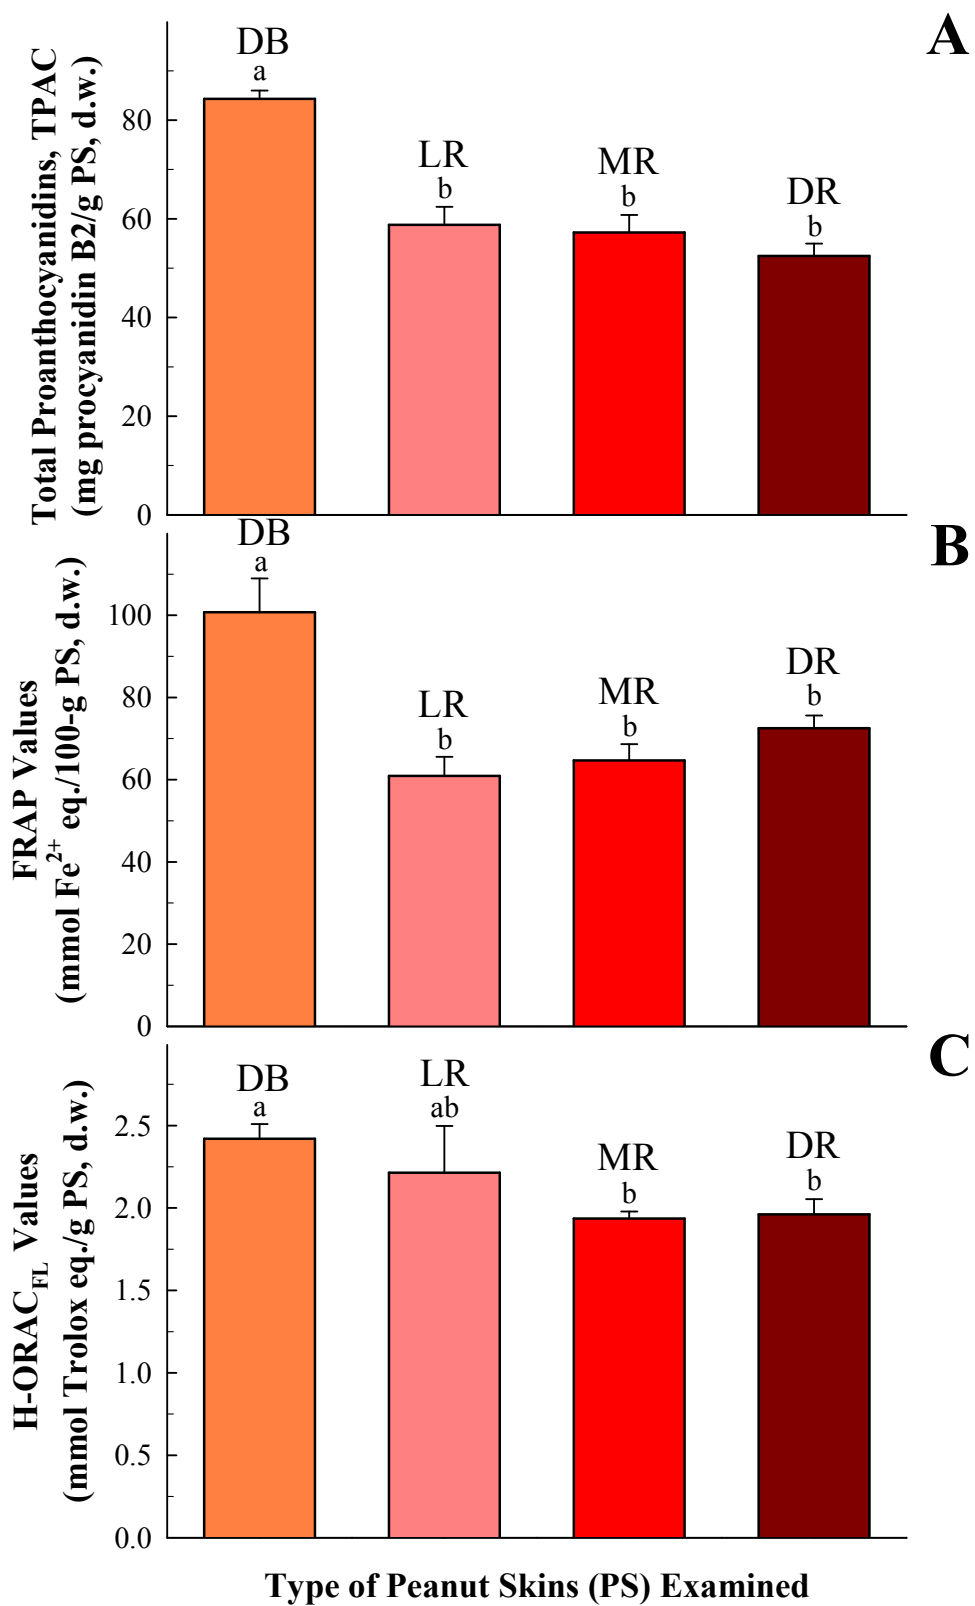 A
Total Proanthocyanidins, TPAC
(mg procyanidin B2/g PS, d.w.)
80
60
40
20
0
DB
a
LR
b
MR
b
DR
b
B
FRAP Values
(mmol Fe²⁺ eq./100-g PS, d.w.)
100
80
60
40
20
0
DB
a
LR
b
MR
b
DR
b
C
H-ORAC_FL Values
(mmol Trolox eq./g PS, d.w.)
2.5
2.0
1.5
1.0
0.5
0.0
DB
a
LR
ab
MR
b
DR
b
Type of Peanut Skins (PS) Examined